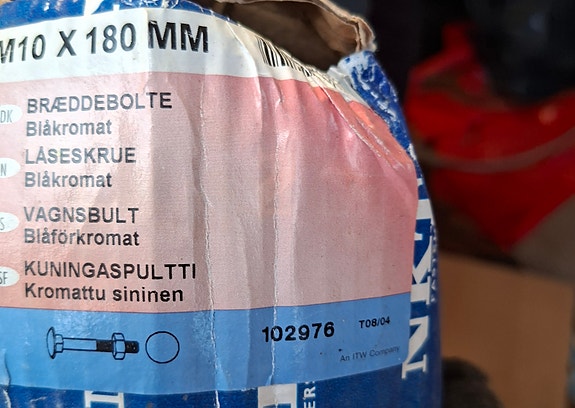 M10 X 180 MM
DK
BRÆDDEBOLTE
Blåkromat
N
LÅSESKRUE
Blåkromat
S
VAGNSBULT
Blåförkromat
SF
KUNINGASPULTTI
Kromattu sininen
102976 T08/04
An ITW Company